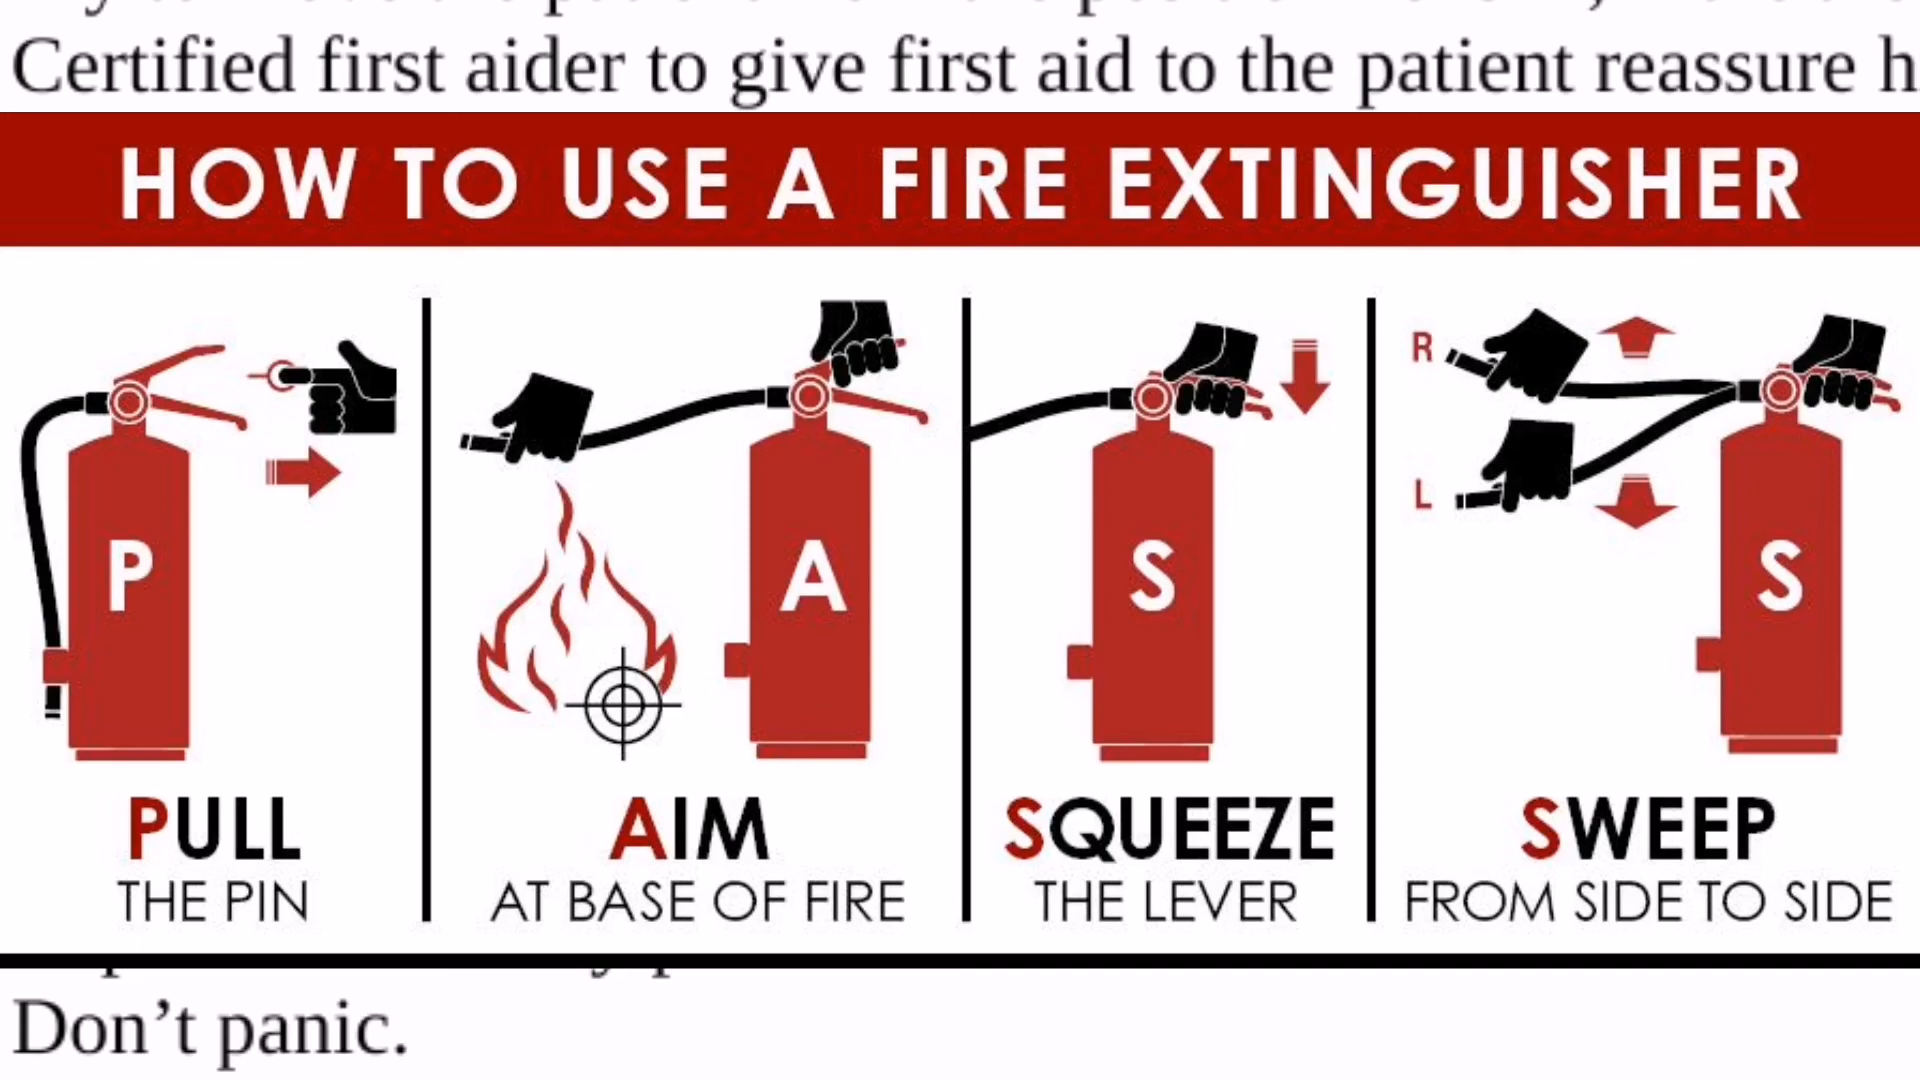 Certified first aider to give first aid to the patient reassure
HOW TO USE A FIRE EXTINGUISHER
R
L
P
A
S
S
PULL
AIM
SQUEEZE
SWEEP
THE PIN
AT BASE OF FIRE
THE LEVER
FROM SIDE TO SIDE
Don’t panic.